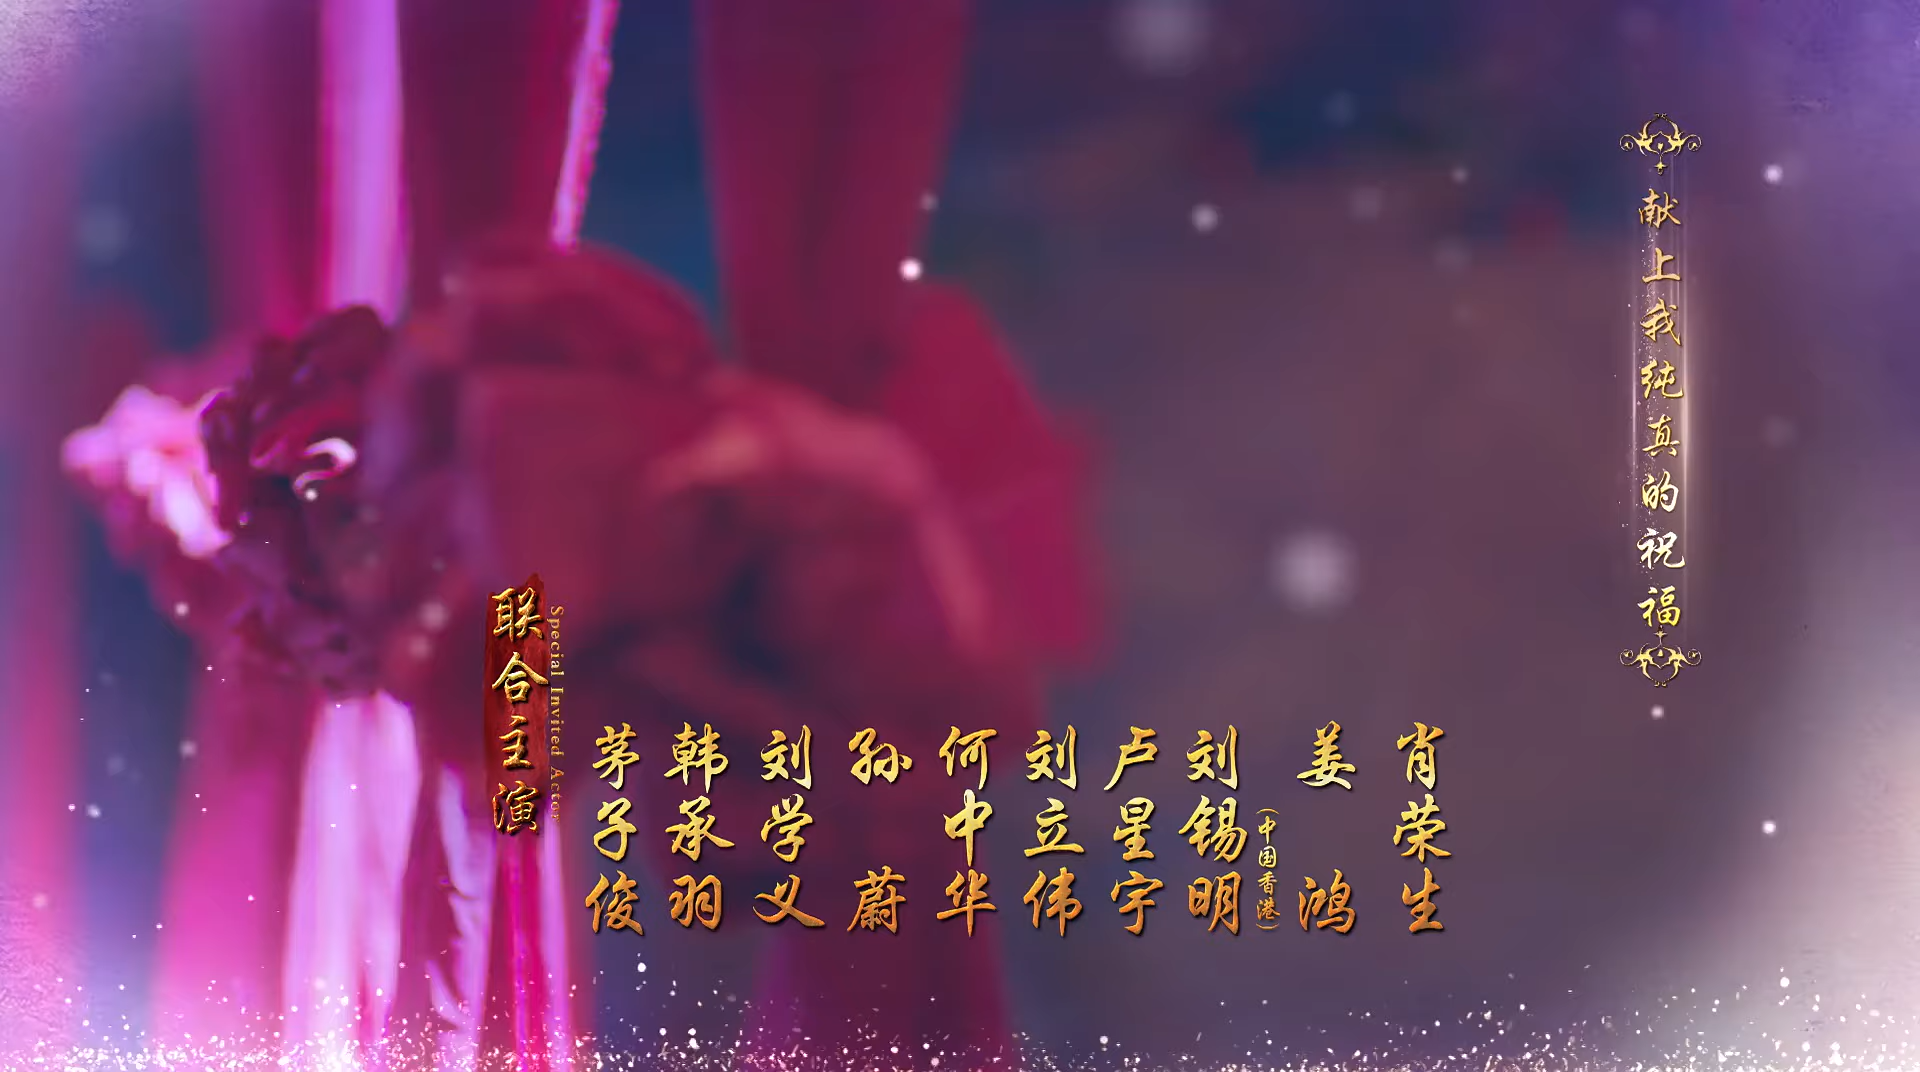 献上我纯真的祝福
联合主演
Special Invited Actor
茅子俊
韩承羽
刘学义
孙蔚
何中华
刘立伟
卢星宇
刘锡明
(中国香港)
姜鸿
肖荣生